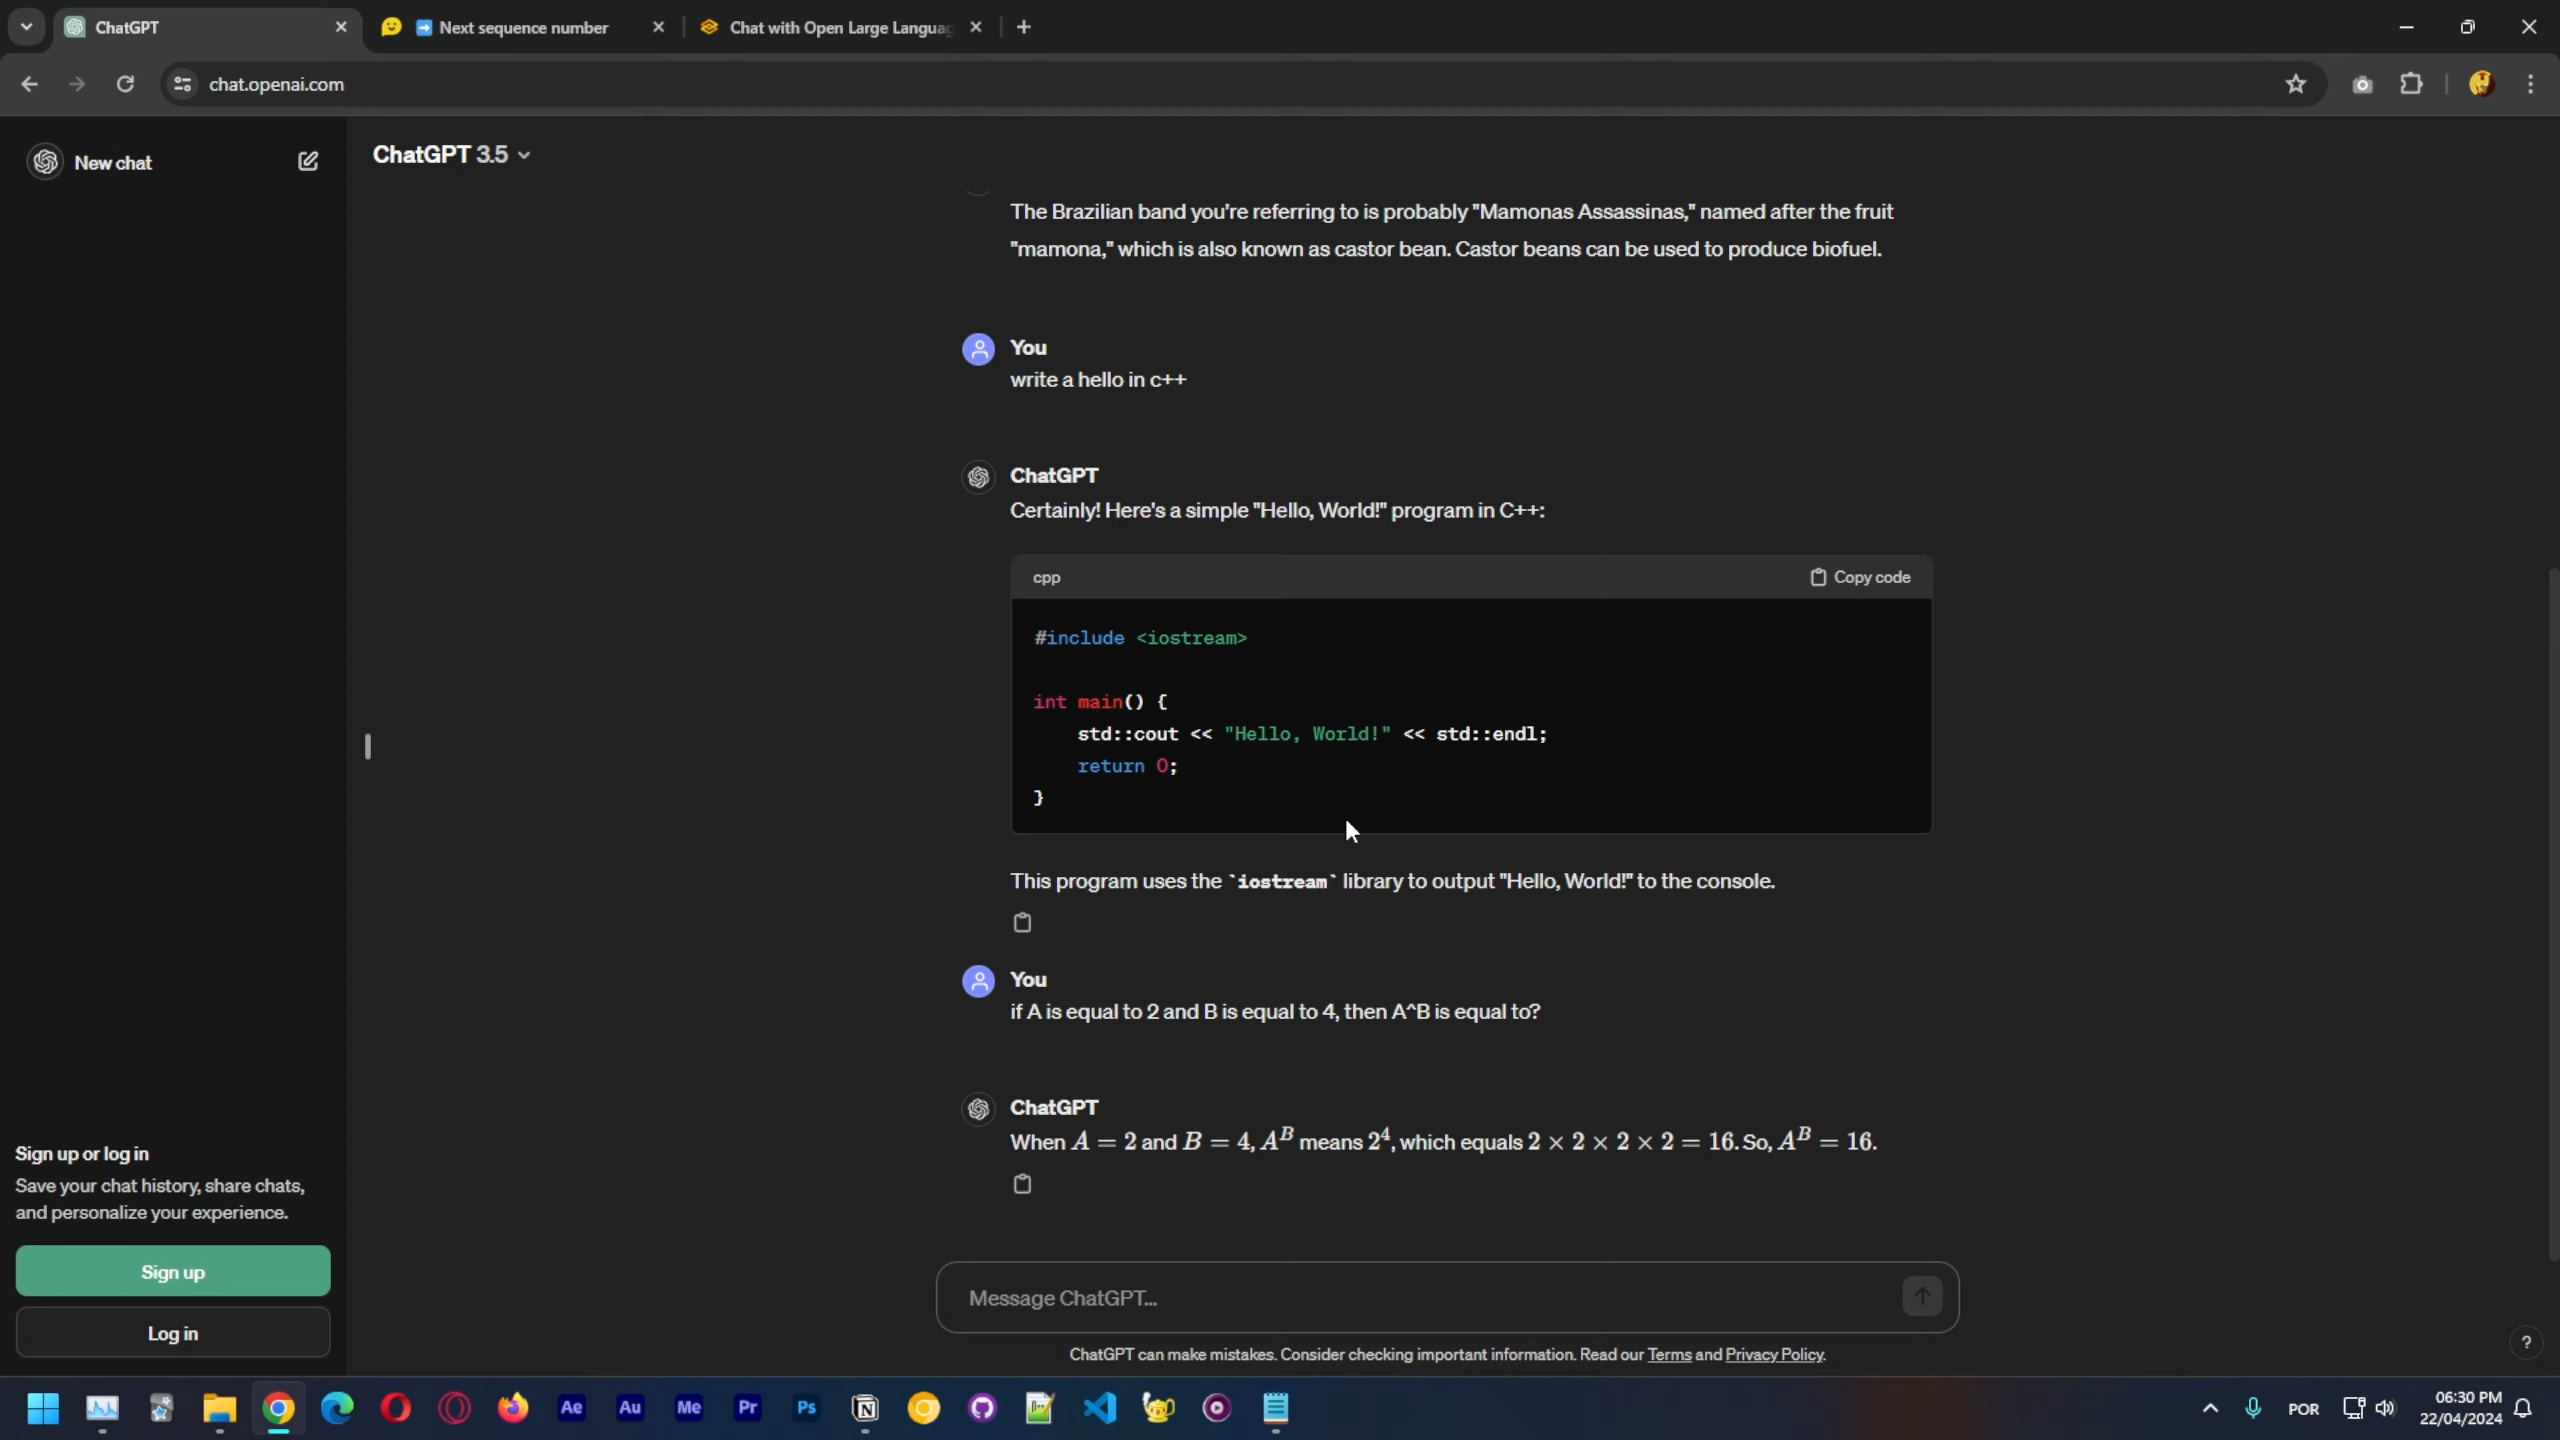 ChatGPT
Next sequence number
Chat with Open Large Languag
chat.openai.com
New chat
ChatGPT 3.5
The Brazilian band you're referring to is probably "Mamonas Assassinas," named after the fruit
"mamona," which is also known as castor bean. Castor beans can be used to produce biofuel.
You
write a hello in c++
ChatGPT
Certainly! Here's a simple "Hello, World!" program in C++:
cpp
Copy code
#include <iostream>
int main() {
    std::cout << "Hello, World!" << std::endl;
    return 0;
}
This program uses the `iostream` library to output "Hello, World!" to the console.
You
if A is equal to 2 and B is equal to 4, then A^B is equal to?
ChatGPT
When A = 2 and B = 4, A^B means 2^4, which equals 2 × 2 × 2 × 2 = 16. So, A^B = 16.
Sign up or log in
Save your chat history, share chats,
and personalize your experience.
Sign up
Log in
Message ChatGPT...
ChatGPT can make mistakes. Consider checking important information. Read our Terms and Privacy Policy.
?
Ae
Au
Me
Pr
Ps
POR
06:30 PM
22/04/2024